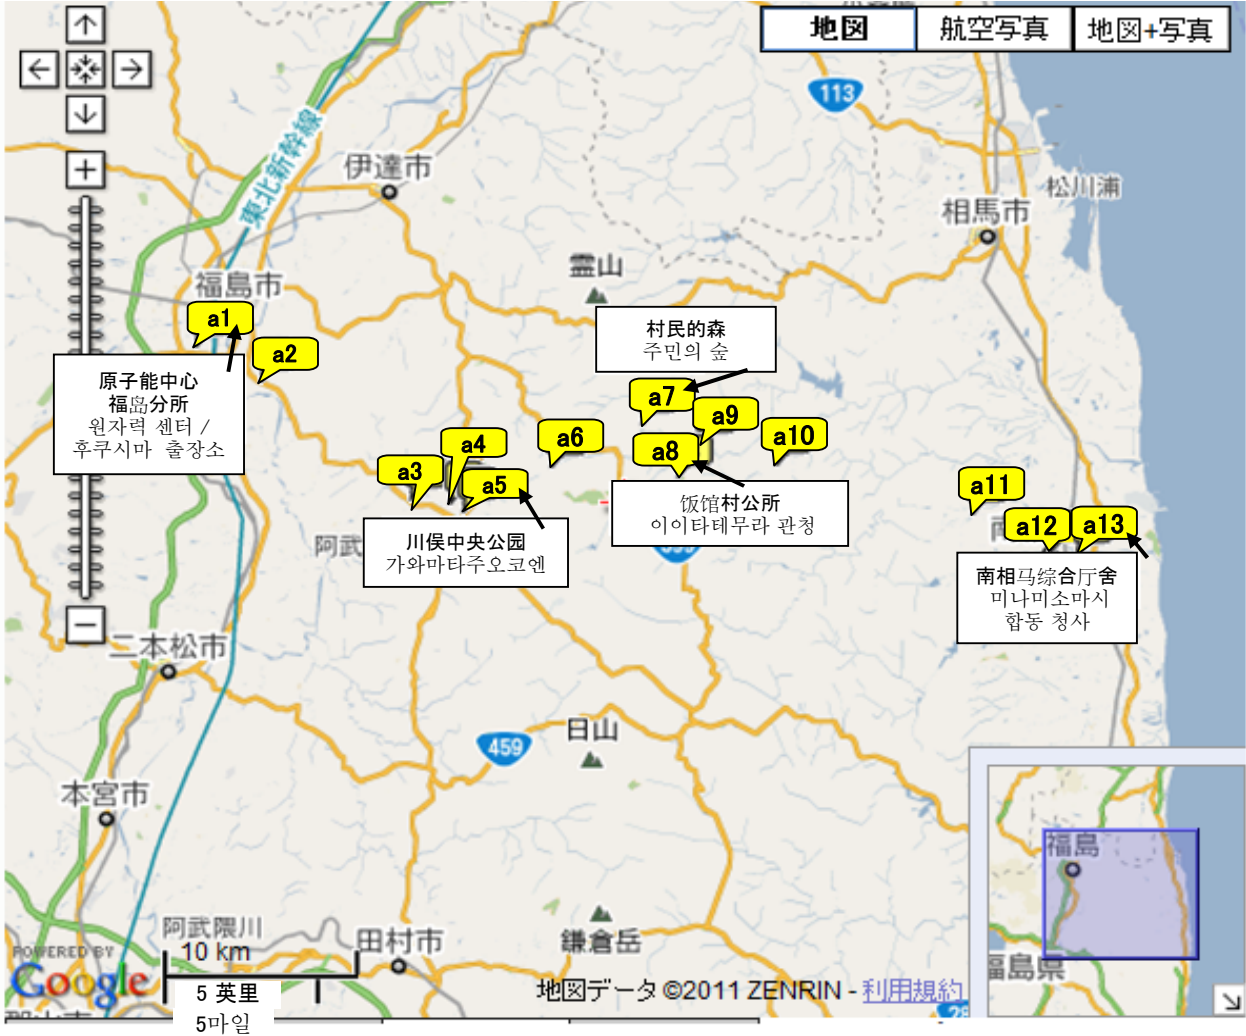 地図
航空写真
地図+写真
113
伊達市
東北新幹線
松川浦
相馬市
霊山
福島市
a1
a2
村民的森
주민의 숲
原子能中心
福岛分所
원자력 센터 /
후쿠시마 출장소
a7
a9
a10
a6
a8
a4
a3
a5
a11
饭馆村公所
이이타테무라 관청
a12
a13
川俣中央公园
가와마타주오코엔
阿武
南相马综合厅舍
미나미소마시
합동 청사
二本松市
日山
459
本宮市
福島
阿武隈川
田村市
鎌倉岳
福島県
POWERED BY
Google
10 km
5 英里
5마일
地図データ ©2011 ZENRIN - 利用規約